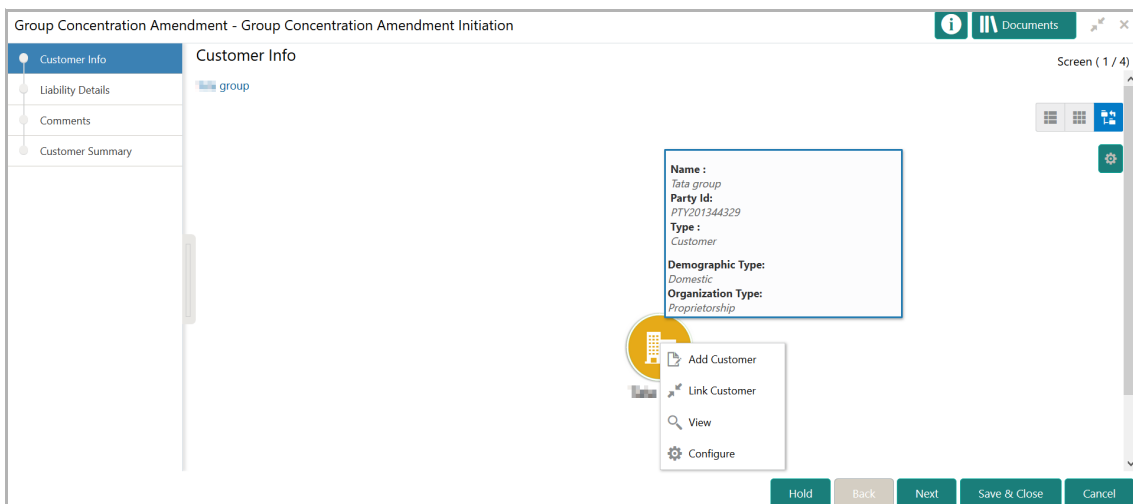 Group Concentration Amendment - Group Concentration Amendment Initiation
Documents
Customer Info
Liability Details
Comments
Customer Summary
Customer Info
Screen ( 1 / 4)
group
Name :
Tata group
Party Id:
PTY201344329
Type :
Customer
Demographic Type:
Domestic
Organization Type:
Proprietorship
Add Customer
Link Customer
View
Configure
Hold
Back
Next
Save & Close
Cancel